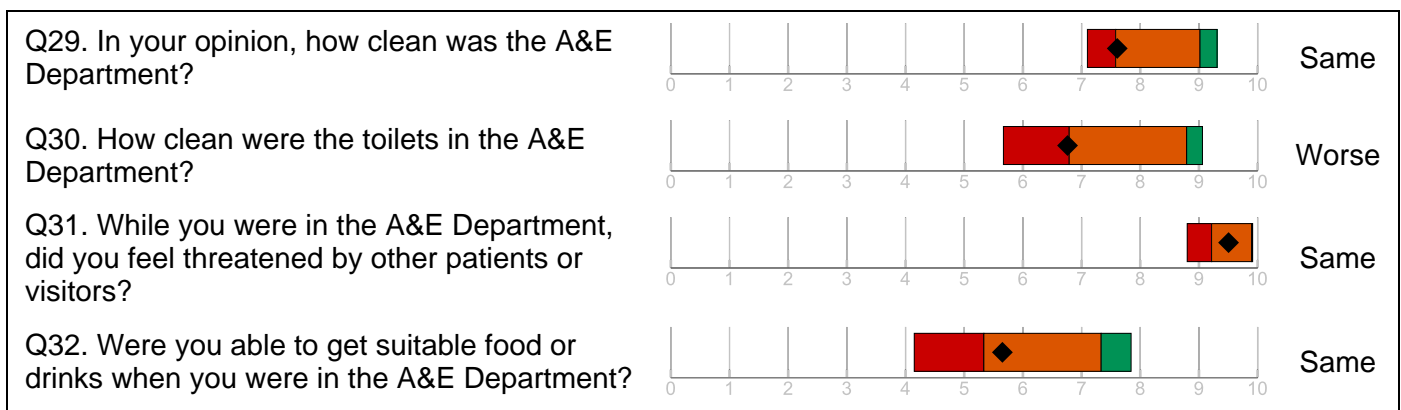 Q29. In your opinion, how clean was the A&E
Department?
0 1 2 3 4 5 6 7 8 9 10
Same
Q30. How clean were the toilets in the A&E
Department?
0 1 2 3 4 5 6 7 8 9 10
Worse
Q31. While you were in the A&E Department,
did you feel threatened by other patients or
visitors?
0 1 2 3 4 5 6 7 8 9 10
Same
Q32. Were you able to get suitable food or
drinks when you were in the A&E Department?
0 1 2 3 4 5 6 7 8 9 10
Same